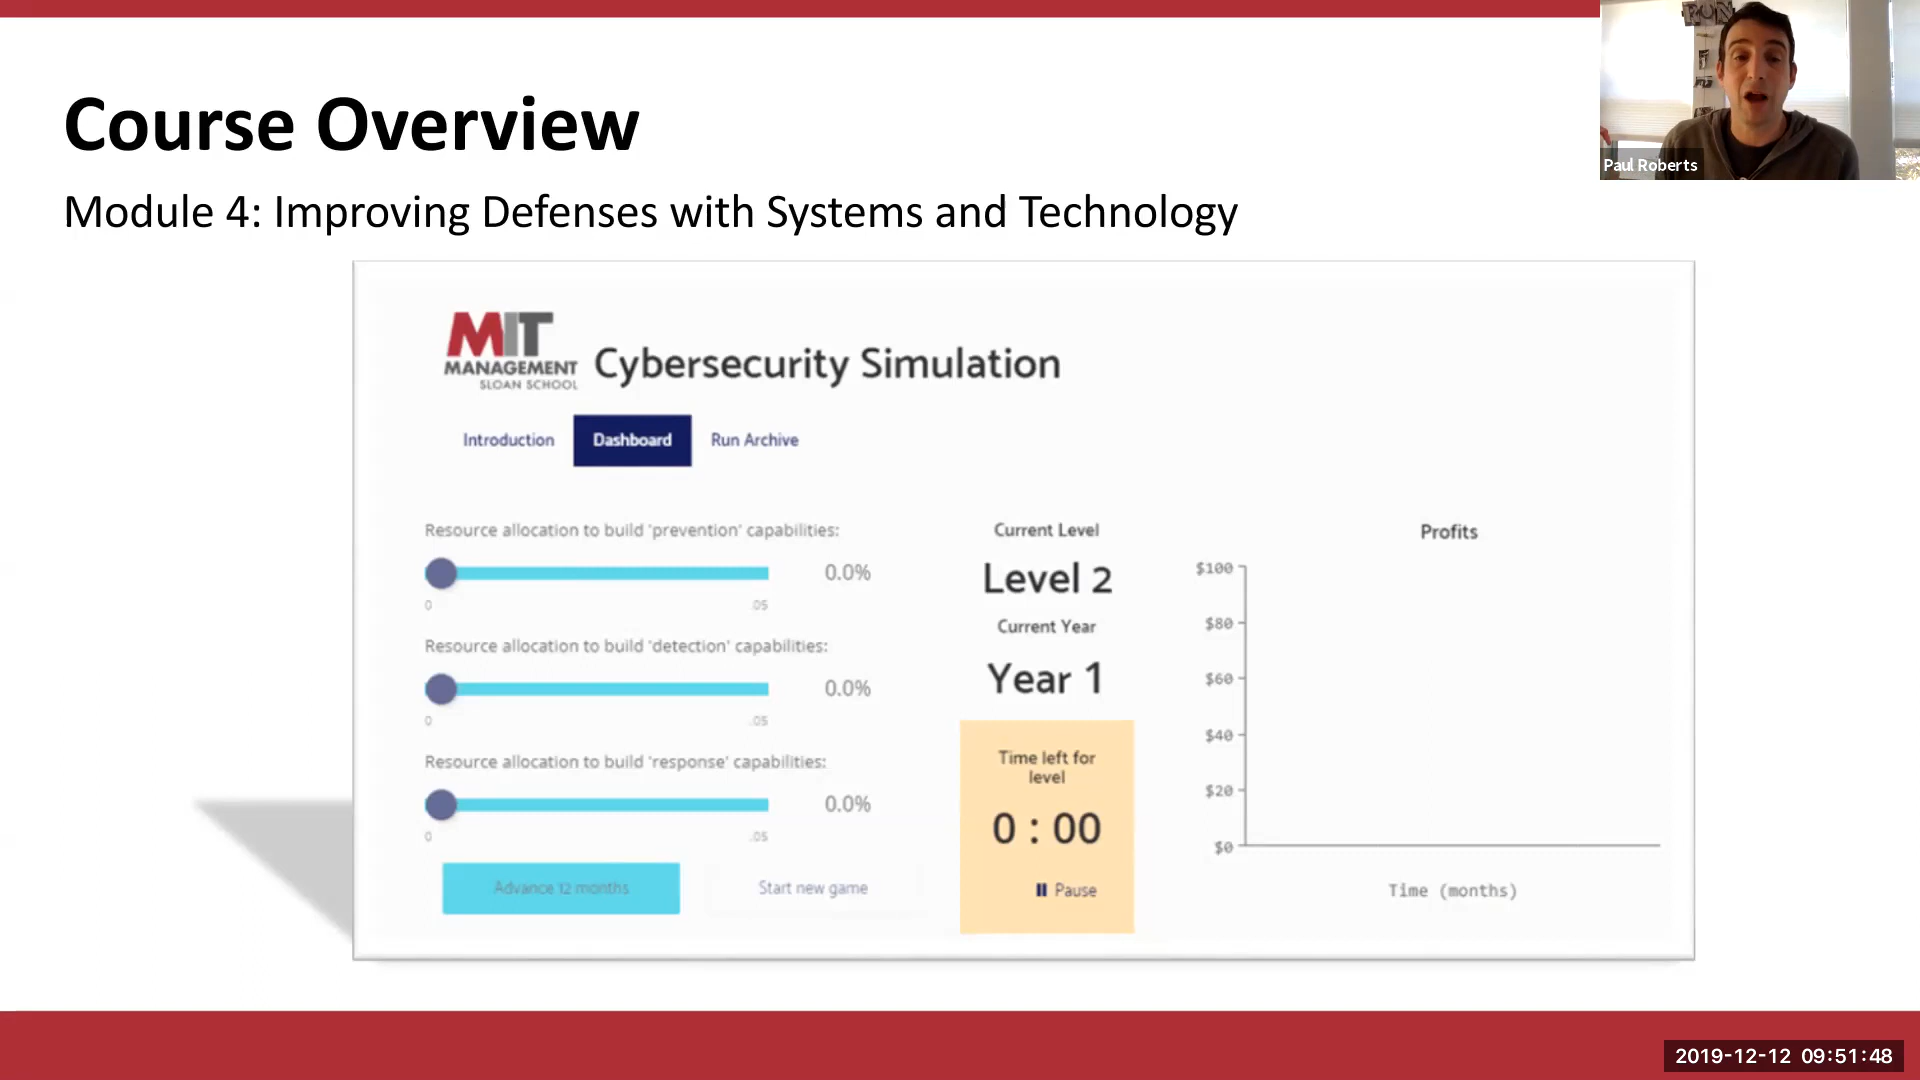 Course Overview
Module 4: Improving Defenses with Systems and Technology
RUN
Paul Roberts
MIT
MANAGEMENT
SLOAN SCHOOL
Cybersecurity Simulation
Introduction
Dashboard
Run Archive
Resource allocation to build 'prevention' capabilities:
0.0%
0
.05
Resource allocation to build 'detection' capabilities:
0.0%
0
.05
Resource allocation to build 'response' capabilities:
0.0%
0
.05
Advance 12 months
Start new game
Current Level
Level 2
Current Year
Year 1
Time left for
level
0 : 00
Pause
Profits
$100
$80
$60
$40
$20
$0
Time (months)
2019-12-12 09:51:48